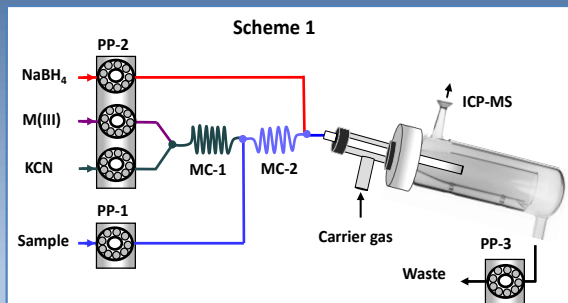 Scheme 1
PP-2
NaBH₄
ICP-MS
M(III)
KCN
MC-1
MC-2
PP-1
Sample
Carrier gas
PP-3
Waste